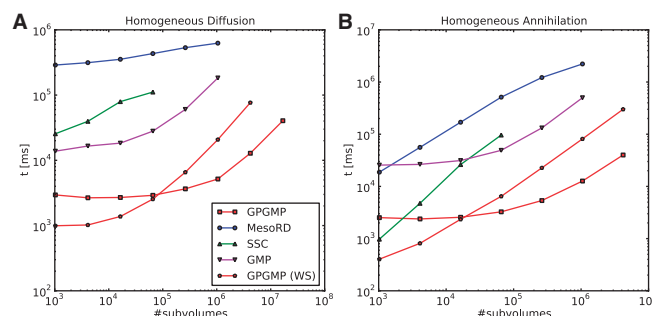 A
Homogeneous Diffusion
t [ms]
10^6
10^5
10^4
10^3
10^2
10^3 10^4 10^5 10^6 10^7 10^8
#subvolumes
GPGMP
MesoRD
SSC
GMP
GPGMP (WS)
B
Homogeneous Annihilation
t [ms]
10^7
10^6
10^5
10^4
10^3
10^2
10^3 10^4 10^5 10^6
#subvolumes